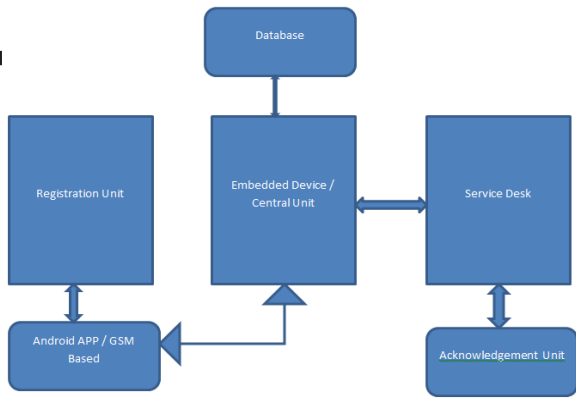 Database
Registration Unit
Embedded Device /
Central Unit
Service Desk
Android APP / GSM
Based
Acknowledgement Unit